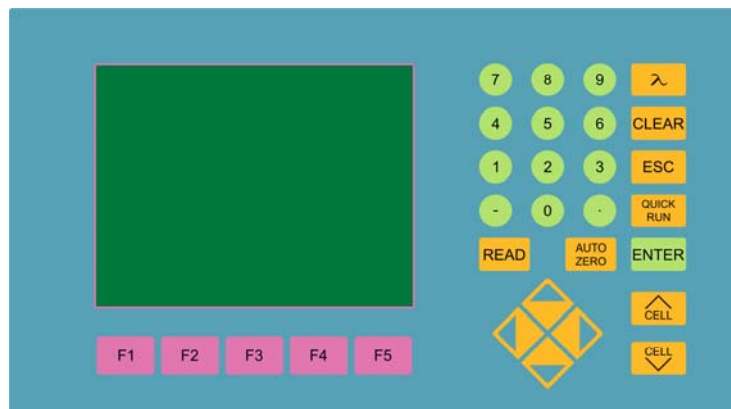 7 8 9 λ
4 5 6 CLEAR
1 2 3 ESC
- 0 . QUICK
RUN
READ AUTO
ZERO ENTER
CELL
F1 F2 F3 F4 F5 CELL